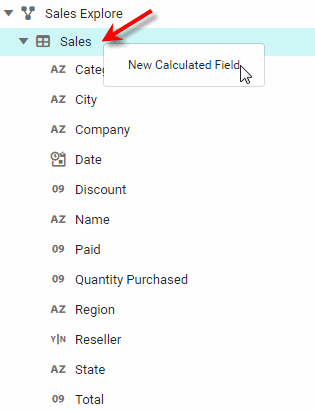 Sales Explore
Sales
New Calculated Field
AZ Categ
AZ City
AZ Company
Date
09 Discount
AZ Name
09 Paid
09 Quantity Purchased
AZ Region
Y|N Reseller
AZ State
09 Total